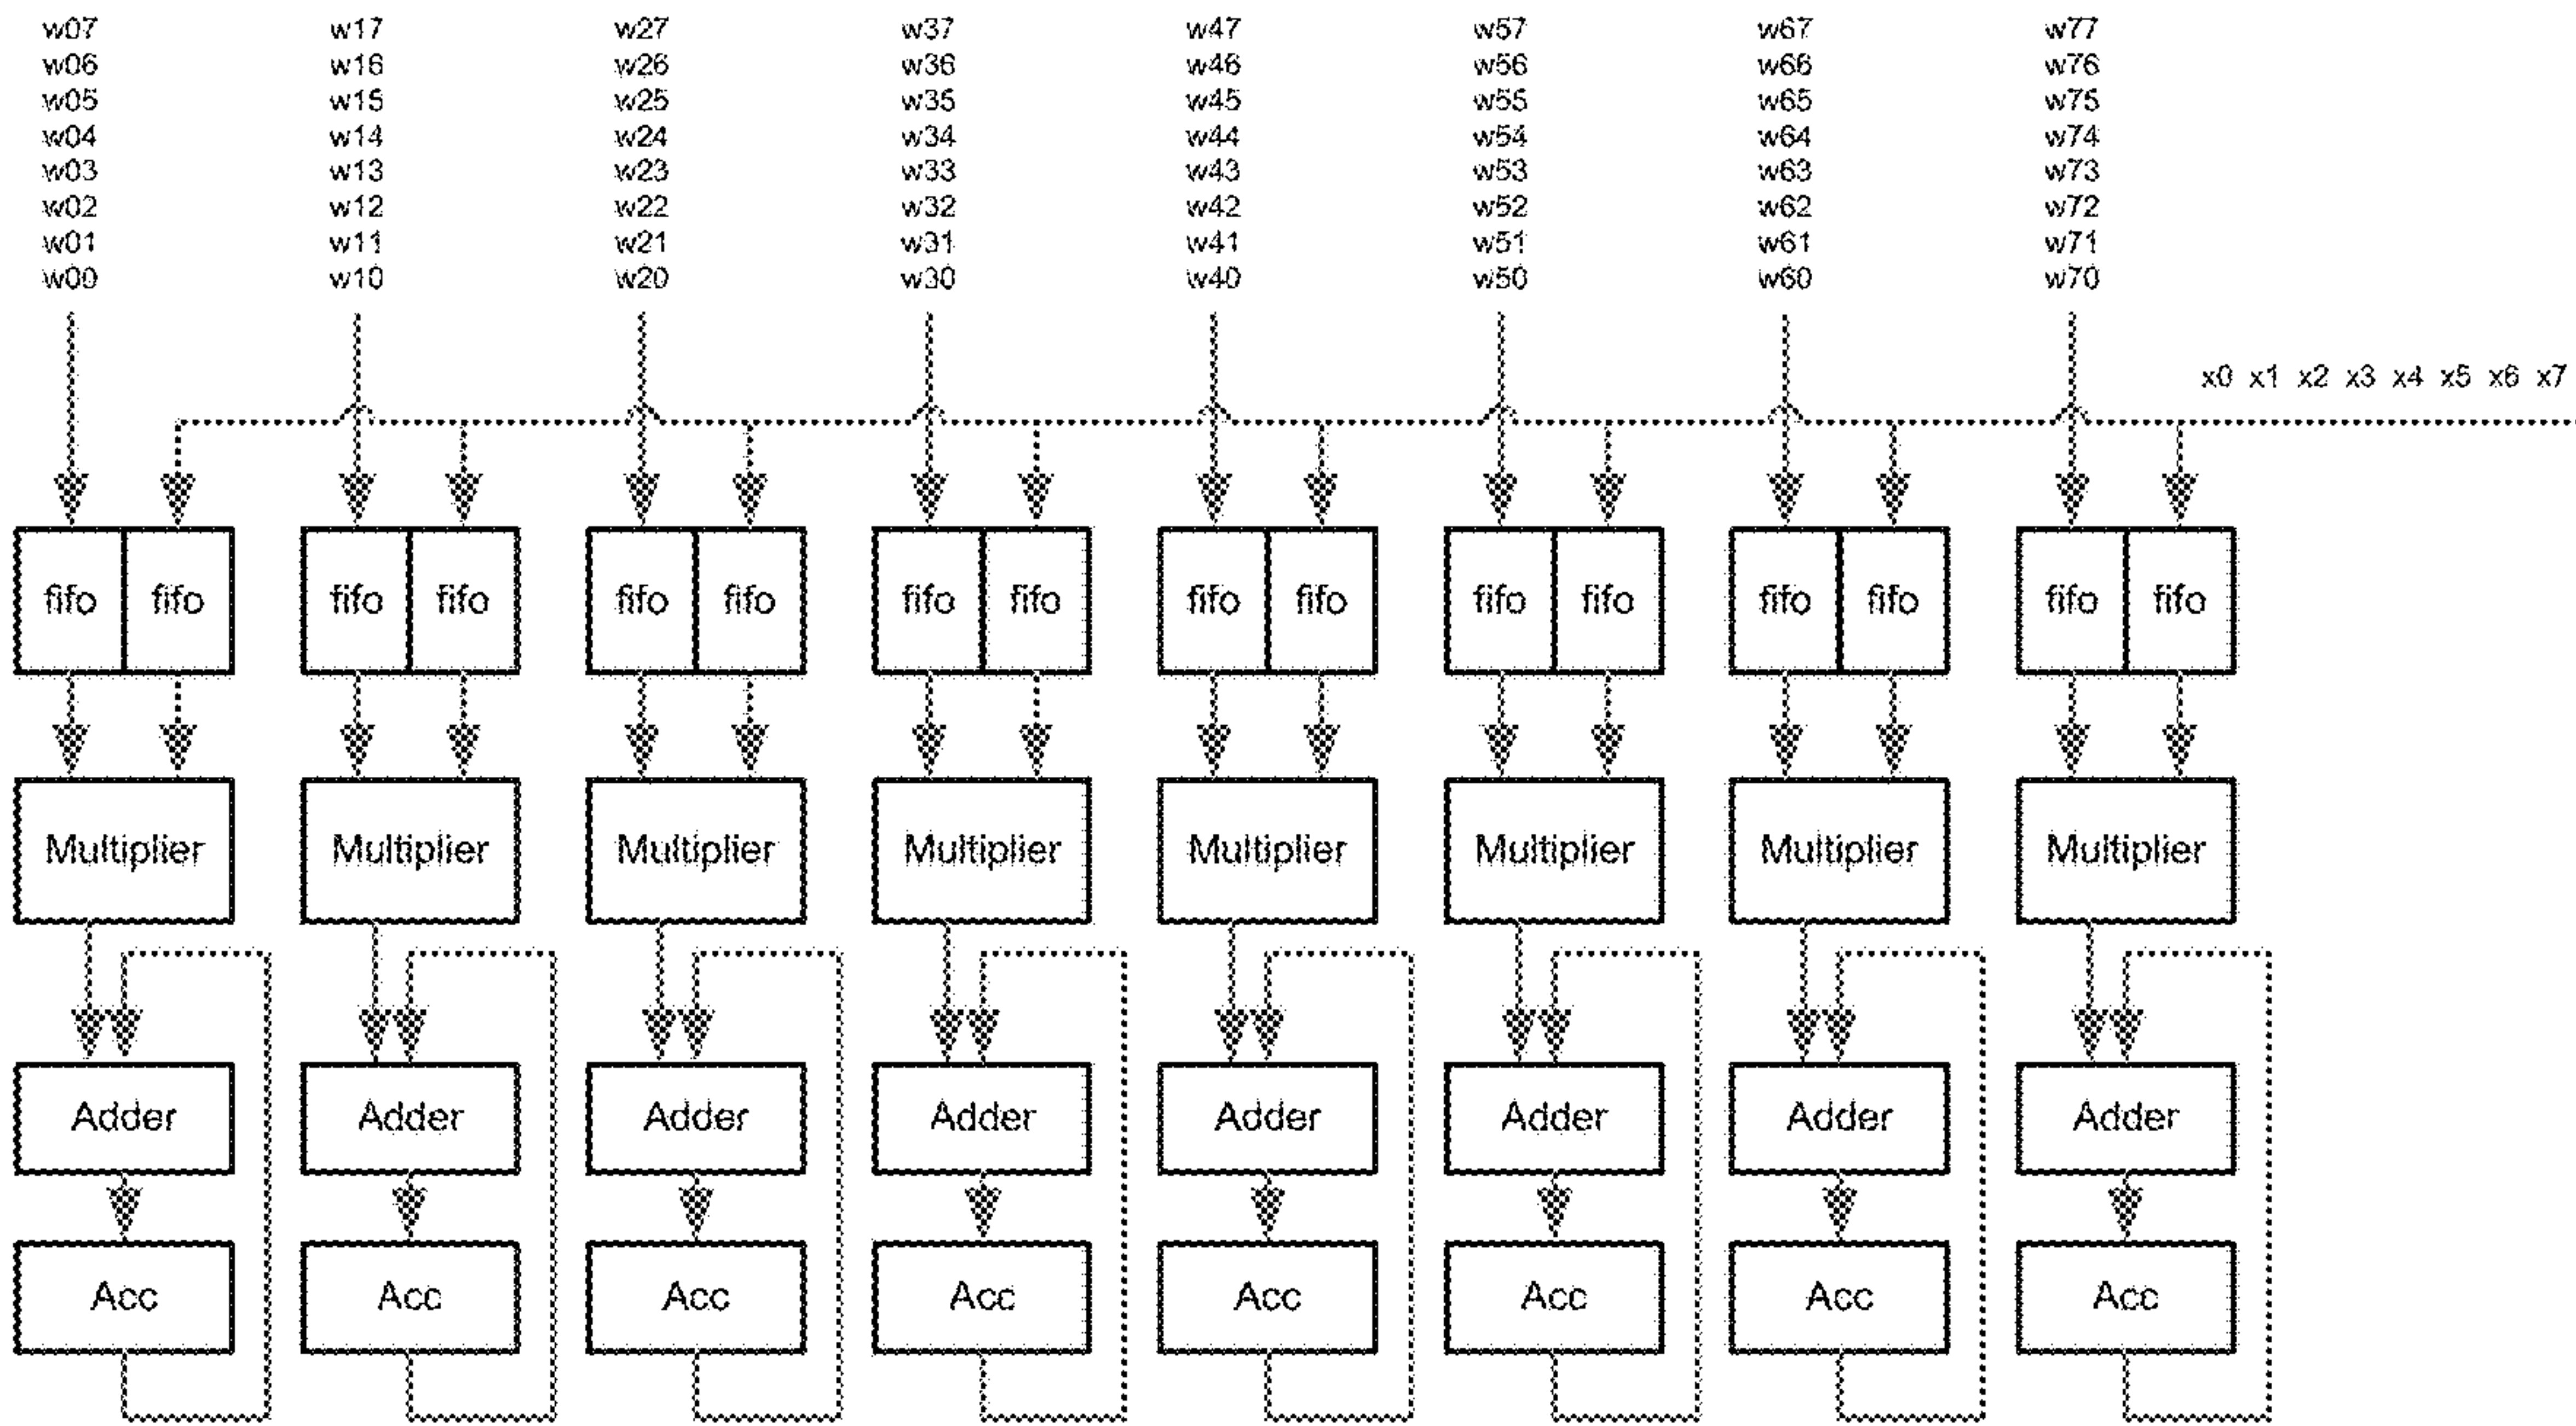 w07 w17 w27 w37 w47 w57 w67 w77
w06 w16 w26 w36 w46 w56 w66 w76
w05 w15 w25 w35 w45 w55 w65 w75
w04 w14 w24 w34 w44 w54 w64 w74
w03 w13 w23 w33 w43 w53 w63 w73
w02 w12 w22 w32 w42 w52 w62 w72
w01 w11 w21 w31 w41 w51 w61 w71
w00 w10 w20 w30 w40 w50 w60 w70
x0 x1 x2 x3 x4 x5 x6 x7
fifo fifo fifo fifo fifo fifo fifo fifo fifo fifo fifo fifo fifo fifo fifo fifo
Multiplier Multiplier Multiplier Multiplier Multiplier Multiplier Multiplier Multiplier
Adder Adder Adder Adder Adder Adder Adder Adder
Acc Acc Acc Acc Acc Acc Acc Acc